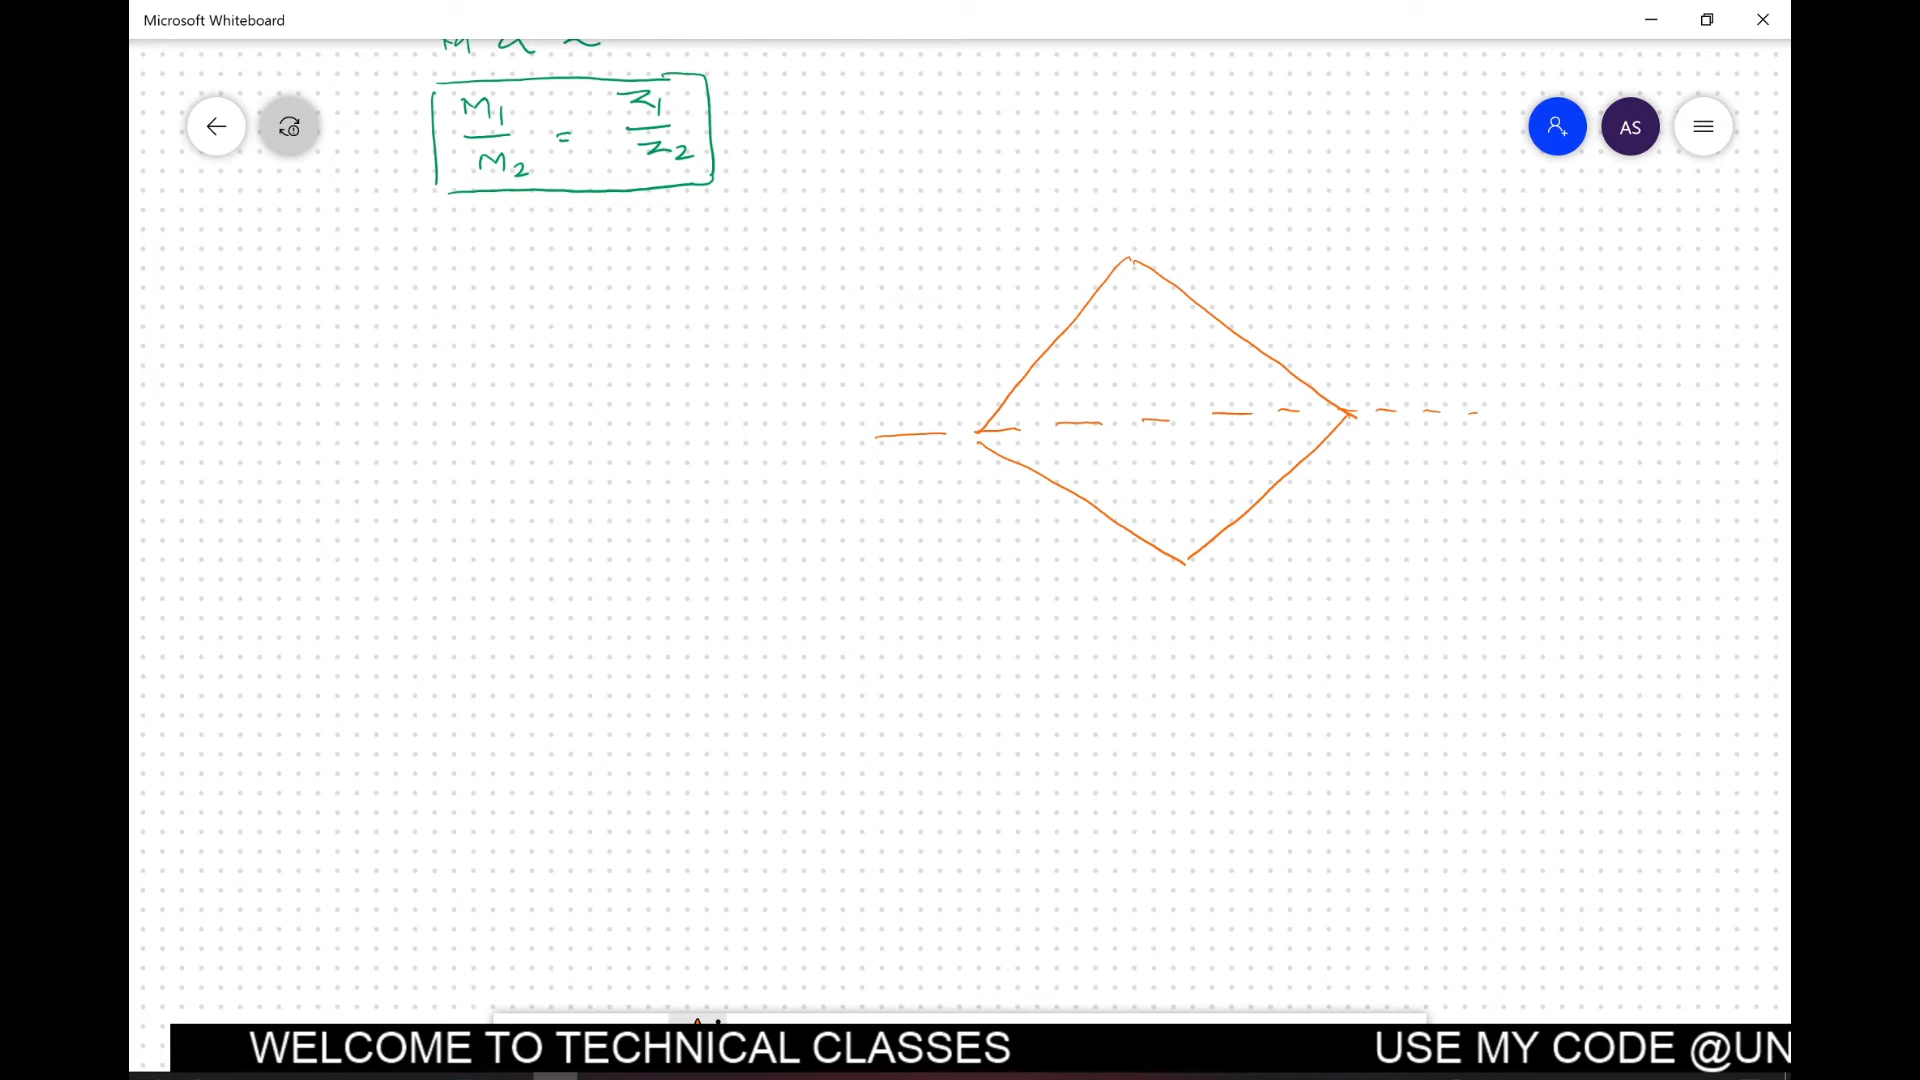 Microsoft Whiteboard
M1 / M2 = Z1 / Z2
AS
WELCOME TO TECHNICAL CLASSES USE MY CODE @UN